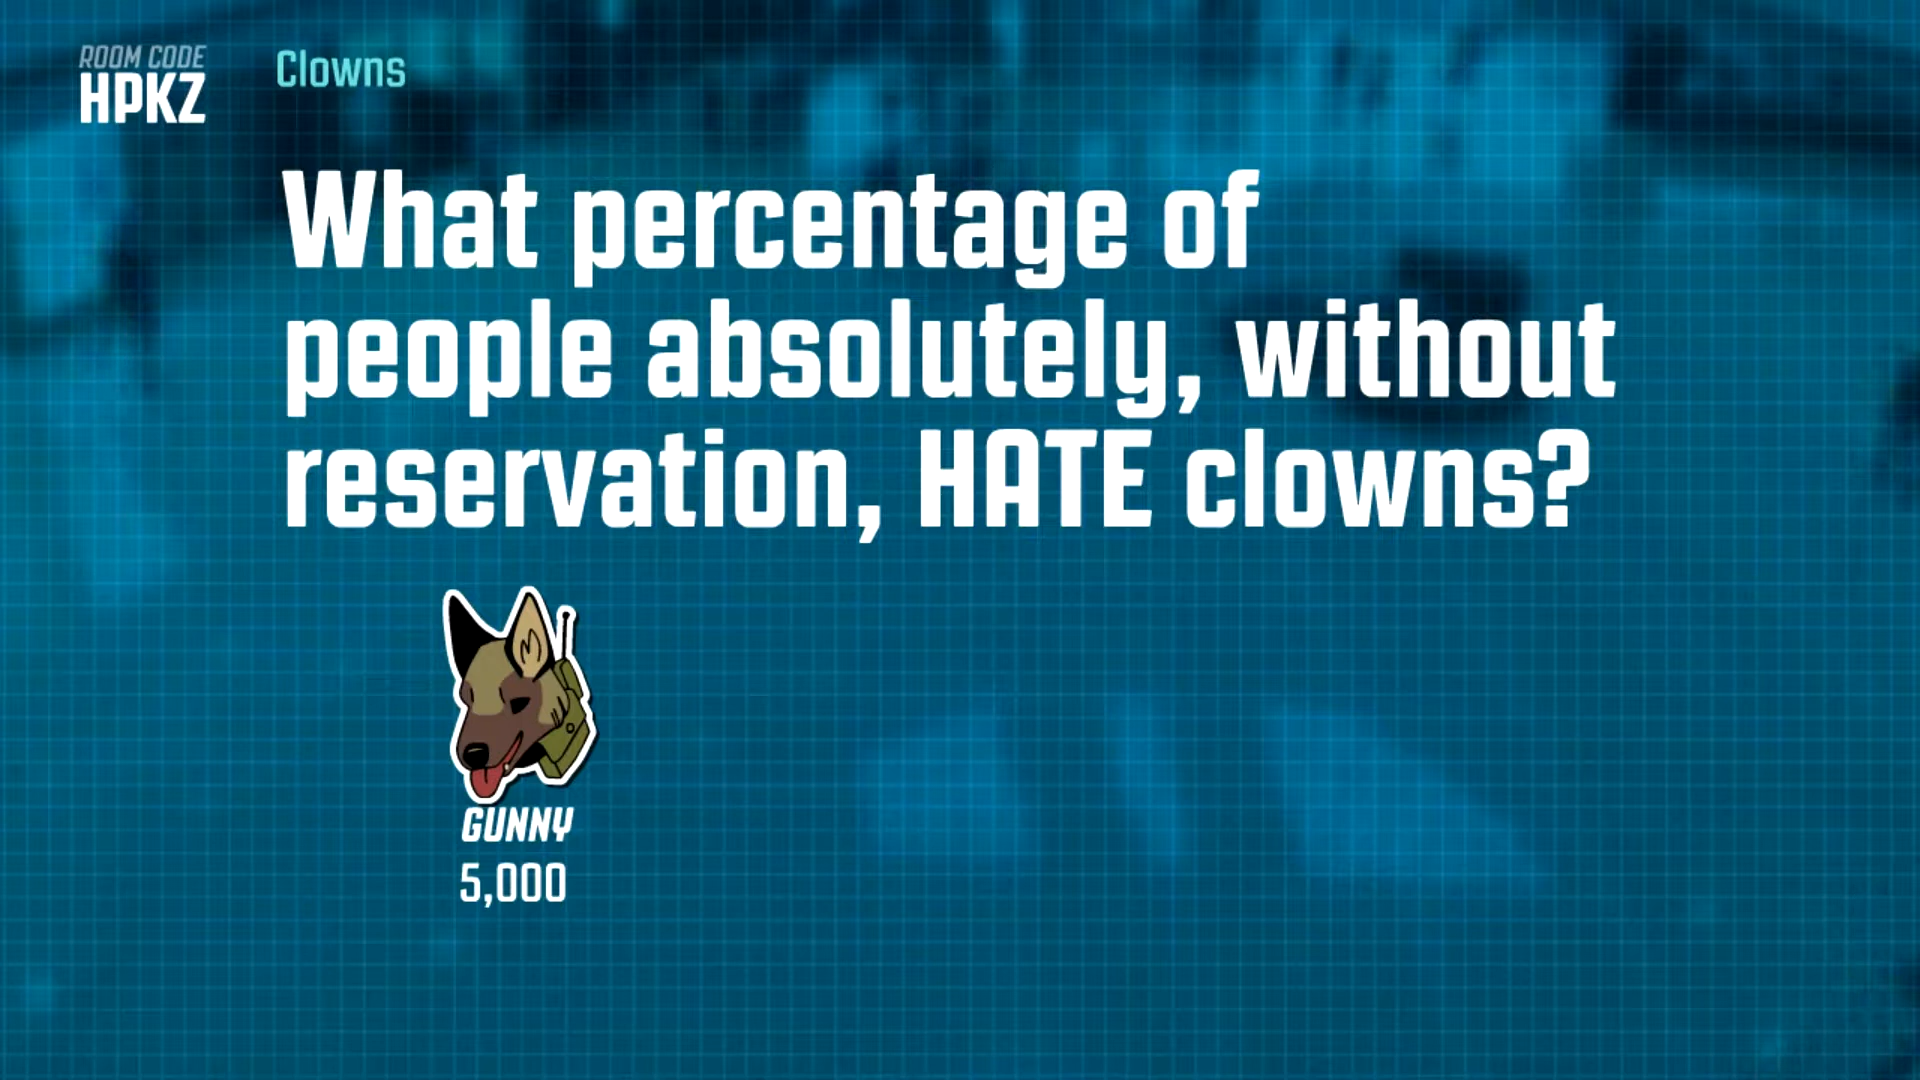 ROOM CODE
HPKZ
Clowns
What percentage of
people absolutely, without
reservation, HATE clowns?
GUNNY
5,000